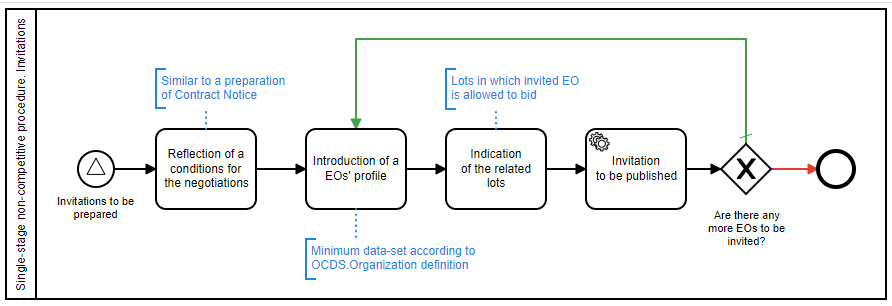 Single-stage non-competitive procedure. Invitations
Similar to a preparation
of Contract Notice
Lots in which invited EO
is allowed to bid
Invitations to be
prepared
Reflection of a
conditions for
the negotiations
Introduction of a
EOs' profile
Indication
of the related
lots
Invitation
to be published
X
Are there any
more EOs to be
invited?
Minimum data-set according to
OCDS.Organization definition